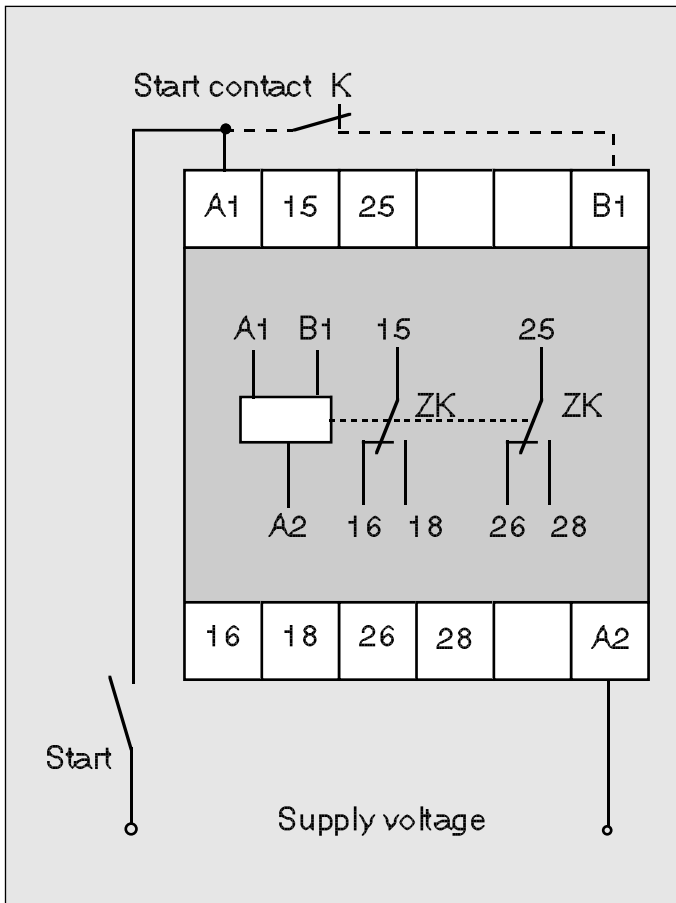 Start contact K
A1 15 25 B1
A1 B1 15 25
ZK ZK
A2 16 18 26 28
16 18 26 28 A2
Start
Supply voltage